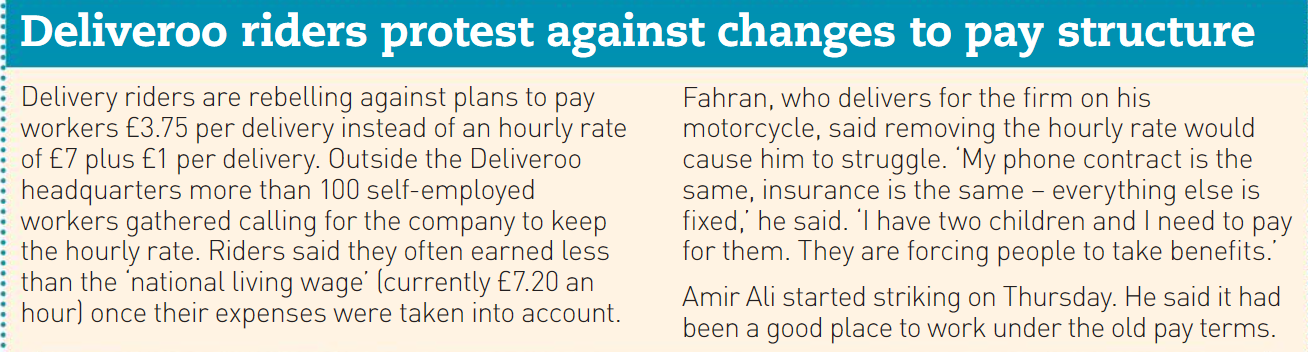 Deliveroo riders protest against changes to pay structure
Delivery riders are rebelling against plans to pay
workers £3.75 per delivery instead of an hourly rate
of £7 plus £1 per delivery. Outside the Deliveroo
headquarters more than 100 self-employed
workers gathered calling for the company to keep
the hourly rate. Riders said they often earned less
than the ‘national living wage’ (currently £7.20 an
hour) once their expenses were taken into account.
Fahran, who delivers for the firm on his
motorcycle, said removing the hourly rate would
cause him to struggle. ‘My phone contract is the
same, insurance is the same – everything else is
fixed,’ he said. ‘I have two children and I need to pay
for them. They are forcing people to take benefits.’
Amir Ali started striking on Thursday. He said it had
been a good place to work under the old pay terms.